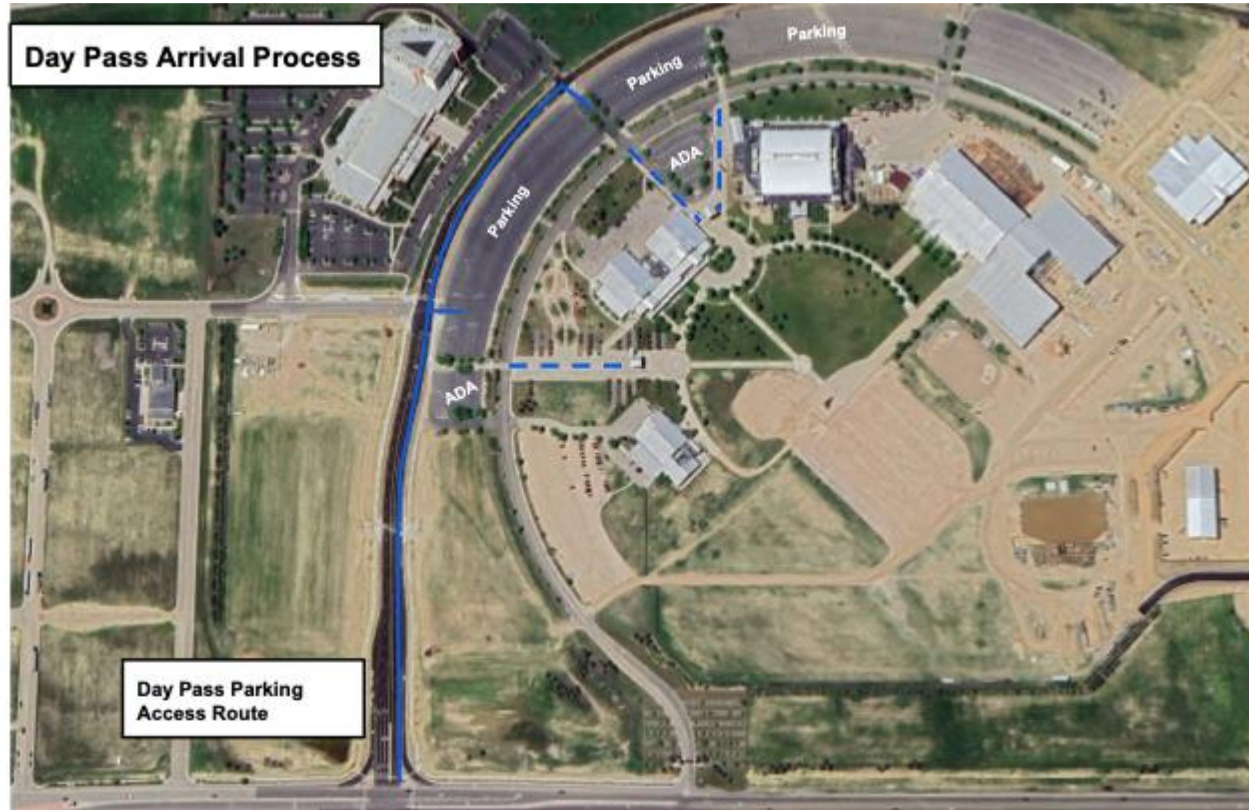 Day Pass Arrival Process
Parking
Parking
ADA
Parking
ADA
Day Pass Parking
Access Route